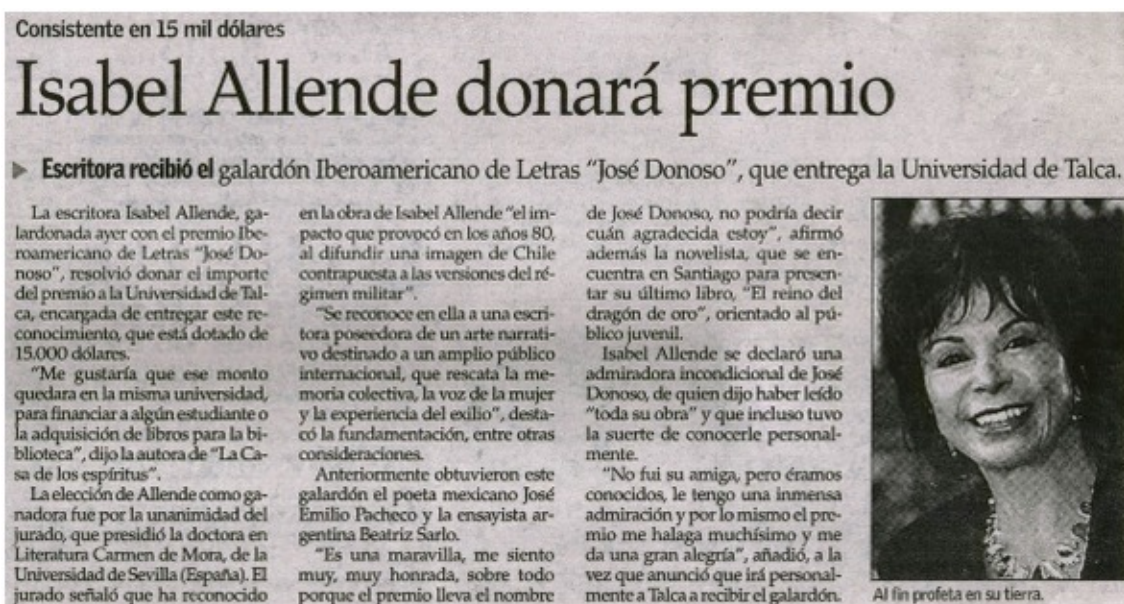 Consistente en 15 mil dólares
Isabel Allende donará premio
Escritora recibió el galardón Iberoamericano de Letras “José Donoso”, que entrega la Universidad de Talca.
La escritora Isabel Allende, ga-
lardonada ayer con el premio Ibe-
roamericano de Letras “José Do-
noso”, resolvió donar el importe
del premio a la Universidad de Tal-
ca, encargada de entregar este re-
conocimiento, que está dotado de
15.000 dólares.
“Me gustaría que ese monto
quedara en la misma universidad,
para financiar a algún estudiante o
la adquisición de libros para la bi-
blioteca”, dijo la autora de “La Ca-
sa de los espíritus”.
La elección de Allende como ga-
nadora fue por la unanimidad del
jurado, que presidió la doctora en
Literatura Carmen de Mora, de la
Universidad de Sevilla (España). El
jurado señaló que ha reconocido
en la obra de Isabel Allende “el im-
pacto que provocó en los años 80,
al difundir una imagen de Chile
contrapuesta a las versiones del ré-
gimen militar”.
“Se reconoce en ella a una escri-
tora poseedora de un arte narrati-
vo destinado a un amplio público
internacional, que rescata la me-
moria colectiva, la voz de la mujer
y la experiencia del exilio”, desta-
có la fundamentación, entre otras
consideraciones.
Anteriormente obtuvieron este
galardón el poeta mexicano José
Emilio Pacheco y la ensayista ar-
gentina Beatriz Sarlo.
“Es una maravilla, me siento
muy, muy honrada, sobre todo
porque el premio lleva el nombre
de José Donoso, no podría decir
cuán agradecida estoy”, afirmó
además la novelista, que se en-
cuentra en Santiago para presen-
tar su último libro, “El reino del
dragón de oro”, orientado al pú-
blico juvenil.
Isabel Allende se declaró una
admiradora incondicional de José
Donoso, de quien dijo haber leído
“toda su obra” y que incluso tuvo
la suerte de conocerle personal-
mente.
“No fui su amiga, pero éramos
conocidos, le tengo una inmensa
admiración y por lo mismo el pre-
mio me halaga muchísimo y me
da una gran alegría”, añadió, a la
vez que anunció que irá personal-
mente a Talca a recibir el galardón.
Al fin profeta en su tierra.